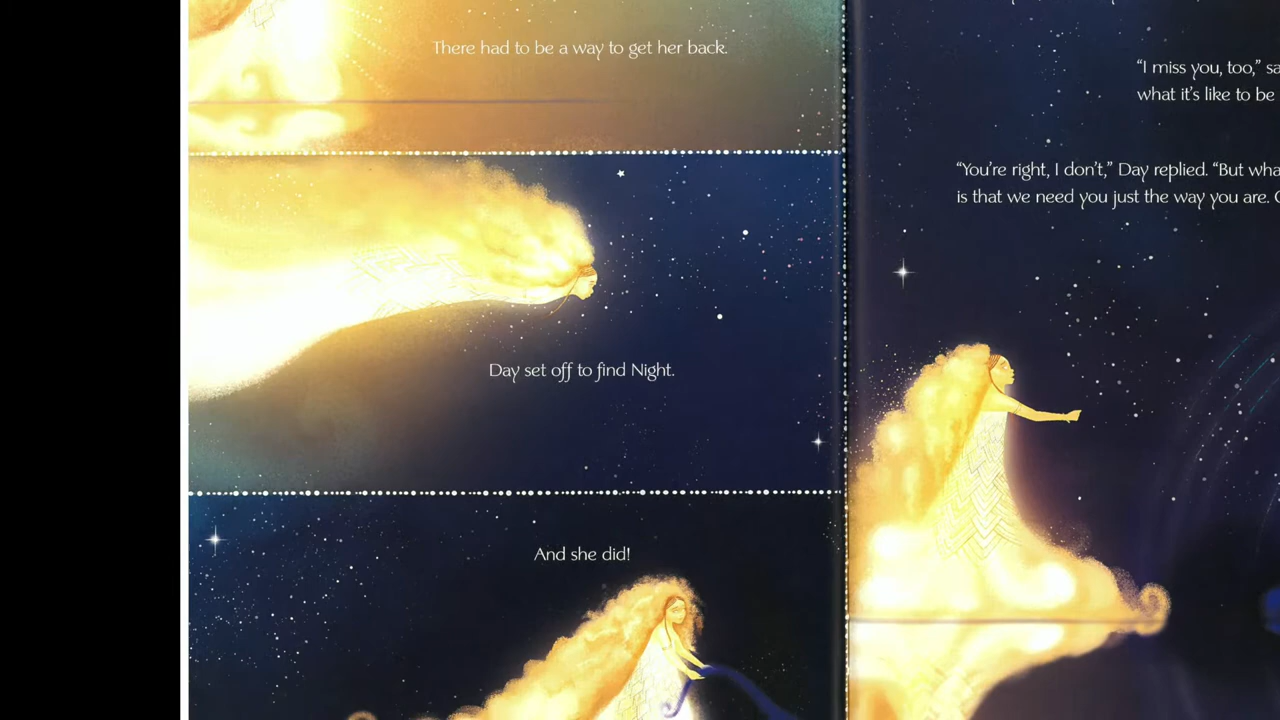 There had to be a way to get her back.
Day set off to find Night.
And she did!
“I miss you, too,”
what it’s like to be
“You’re right, I don’t,” Day replied. “But
is that we need you just the way you are.